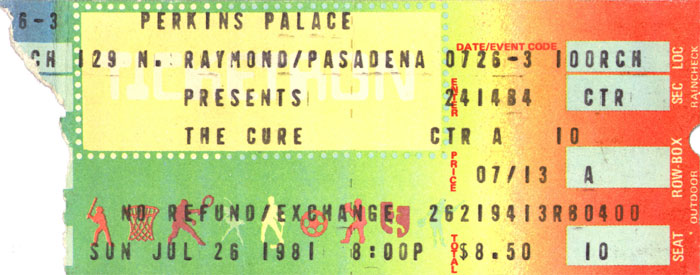 6-3 PERKINS PALACE
DATE/EVENT CODE
CH 129 N. RAYMOND/PASADENA 0726-3 100RCH
TICKETRON
PRESENTS ENTER 241484 CTR
THE CURE CTR A 10
PRICE 07/13 A
NO REFUND/EXCHANGE 26219413R80400
SUN JUL 26 1981 8:00P TOTAL $8.50 10
LOC
SEC
ROW-BOX
SEAT
RAINCHECK
OUTDOOR